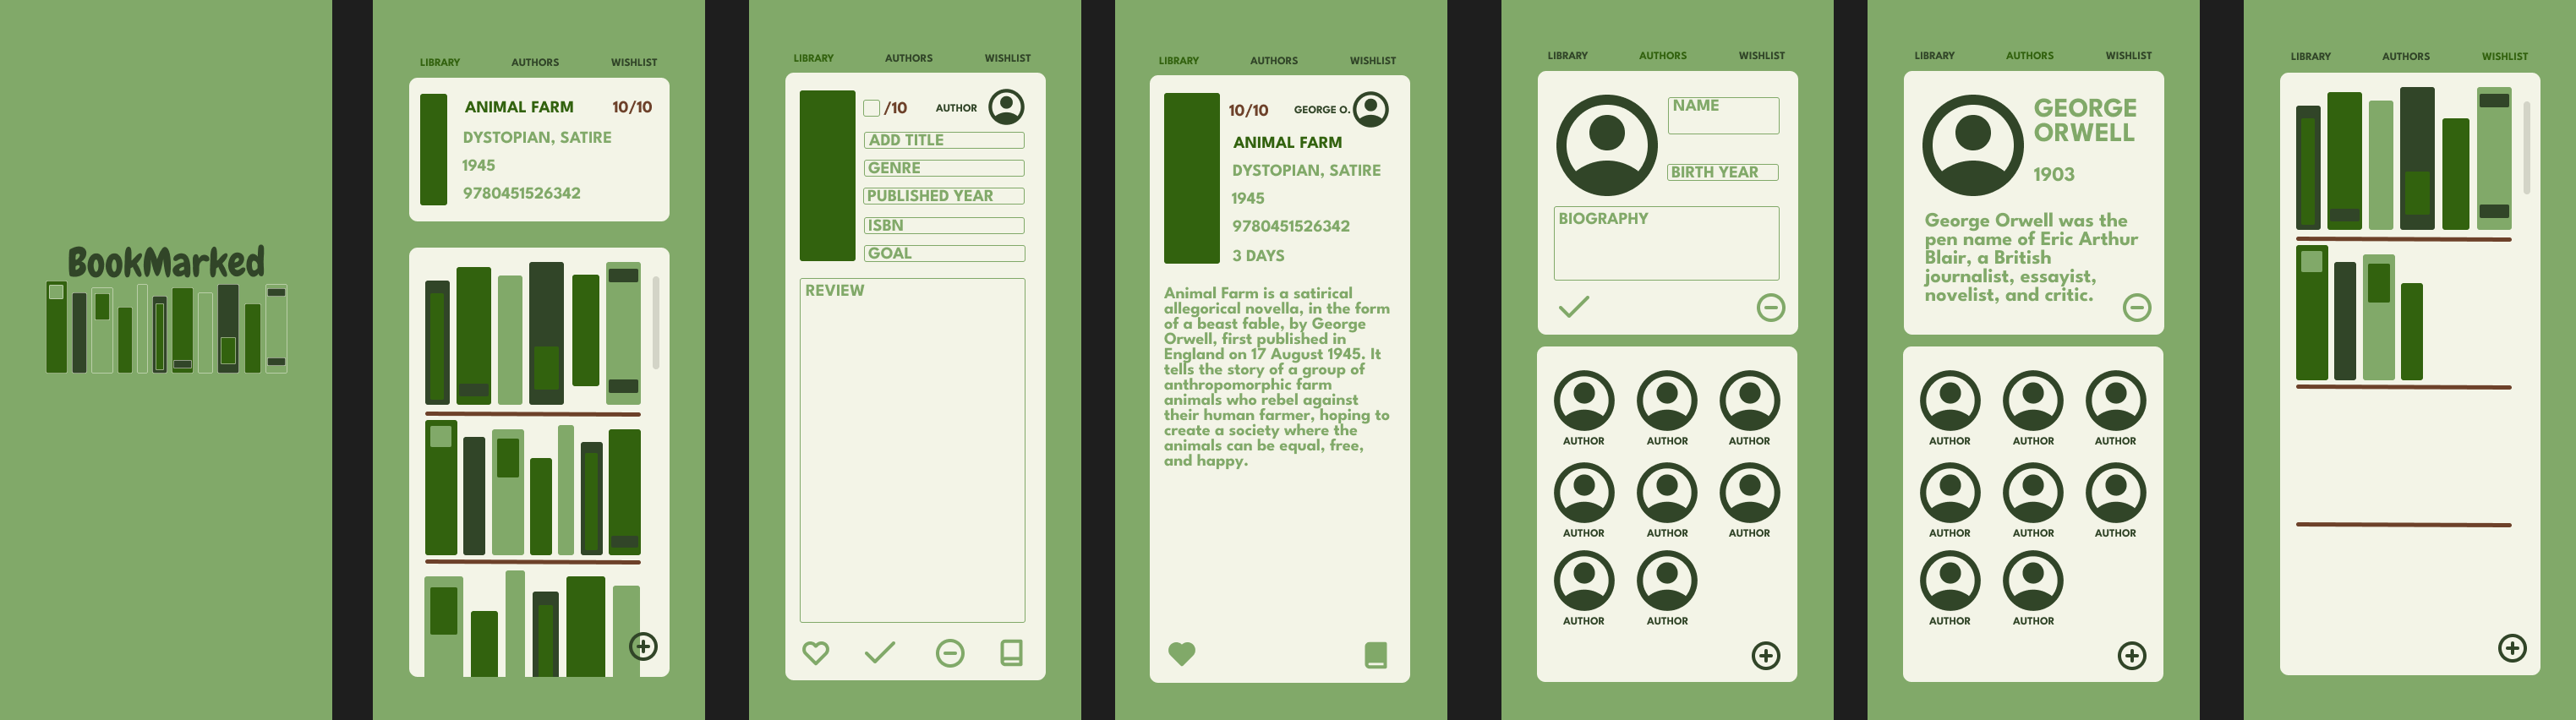 BookMarked
LIBRARY AUTHORS WISHLIST
ANIMAL FARM 10/10
DYSTOPIAN, SATIRE
1945
9780451526342
LIBRARY AUTHORS WISHLIST
/10 AUTHOR
ADD TITLE
GENRE
PUBLISHED YEAR
ISBN
GOAL
REVIEW
LIBRARY AUTHORS WISHLIST
10/10 GEORGE O.
ANIMAL FARM
DYSTOPIAN, SATIRE
1945
9780451526342
3 DAYS
Animal Farm is a satirical
allegorical novella, in the form
of a beast fable, by George
Orwell, first published in
England on 17 August 1945. It
tells the story of a group of
anthropomorphic farm
animals who rebel against
their human farmer, hoping to
create a society where the
animals can be equal, free,
and happy.
LIBRARY AUTHORS WISHLIST
NAME
BIRTH YEAR
BIOGRAPHY
AUTHOR AUTHOR AUTHOR
AUTHOR AUTHOR AUTHOR
AUTHOR AUTHOR
LIBRARY AUTHORS WISHLIST
GEORGE
ORWELL
1903
George Orwell was the
pen name of Eric Arthur
Blair, a British
journalist, essayist,
novelist, and critic.
AUTHOR AUTHOR AUTHOR
AUTHOR AUTHOR AUTHOR
AUTHOR AUTHOR
LIBRARY AUTHORS WISHLIST